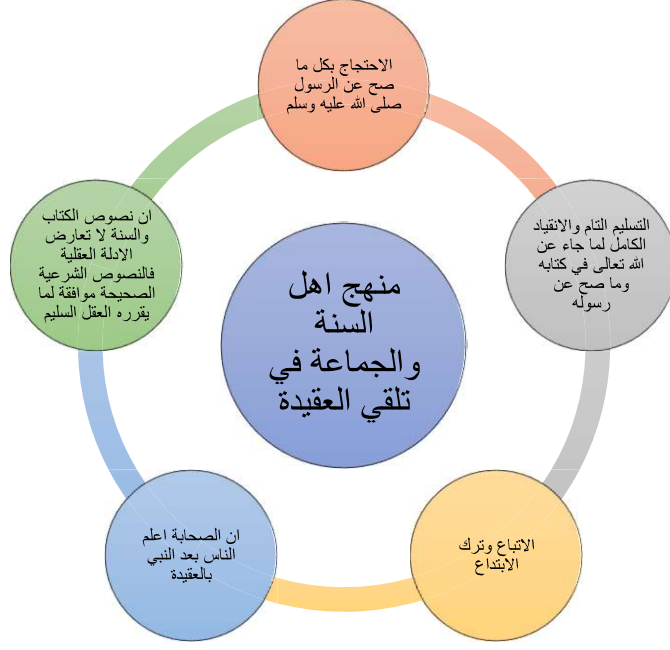 الاحتجاج بكل ما
صح عن الرسول
صلى الله عليه وسلم
التسليم التام والانقياد
الكامل لما جاء عن
الله تعالى في كتابه
وما صح عن
رسوله
الاتباع وترك
الابتداع
ان الصحابة اعلم
الناس بعد النبي
بالعقيدة
ان نصوص الكتاب
والسنة لا تعارض
الادلة العقلية
فالنصوص الشرعية
الصحيحة موافقة لما
يقرره العقل السليم
منهج اهل
السنة
والجماعة في
تلقي العقيدة